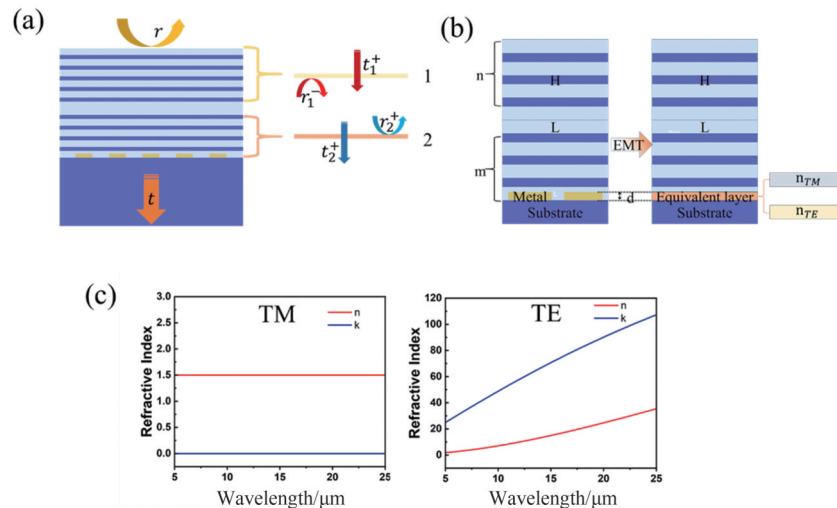 (a)
r
t
t₁⁺
r₁⁻
1
r₂⁺
t₂⁺
2
(b)
n
H
L
m
Metal
Substrate
EMT
d
H
L
Equivalent layer
Substrate
n_TM
n_TE
(c)
TM
n
k
Refractive Index
3.0
2.5
2.0
1.5
1.0
0.5
0.0
5
10
15
20
25
Wavelength/μm
TE
n
k
Refractive Index
120
100
80
60
40
20
0
5
10
15
20
25
Wavelength/μm